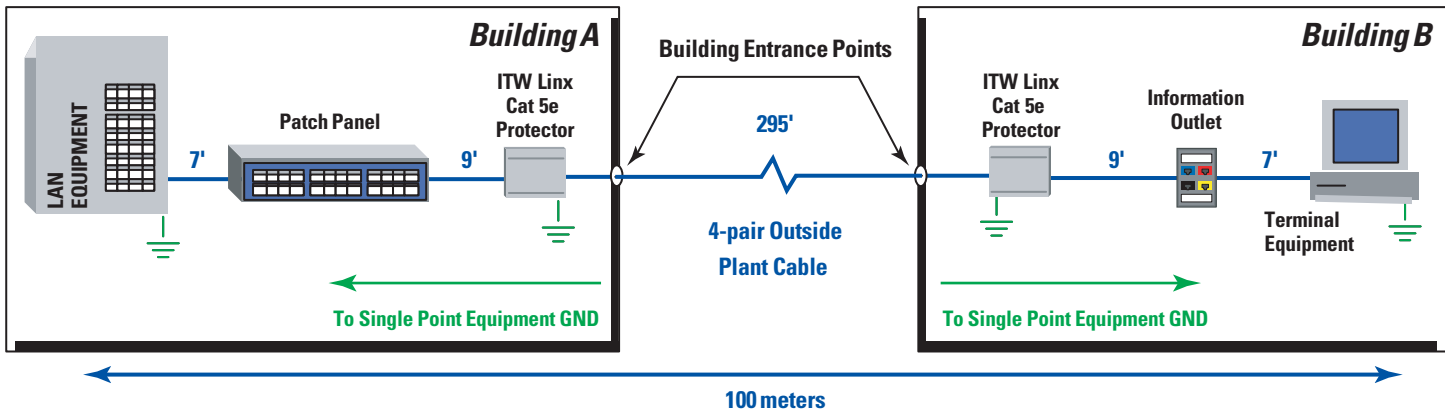 Building A
LAN
EQUIPMENT
7'
Patch Panel
9'
ITW Linx
Cat 5e
Protector
To Single Point Equipment GND
Building Entrance Points
295'
4-pair Outside
Plant Cable
Building B
ITW Linx
Cat 5e
Protector
9'
Information
Outlet
7'
Terminal
Equipment
To Single Point Equipment GND
100 meters